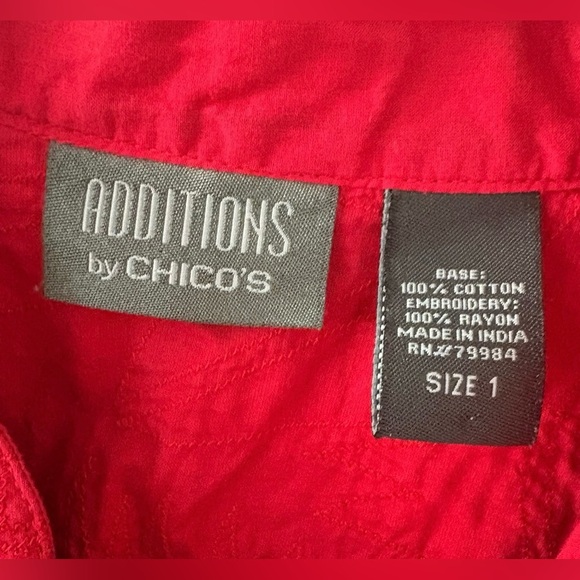 ADDITIONS
by CHICO'S
BASE:
100% COTTON
EMBROIDERY:
100% RAYON
MADE IN INDIA
RN#79984
SIZE 1